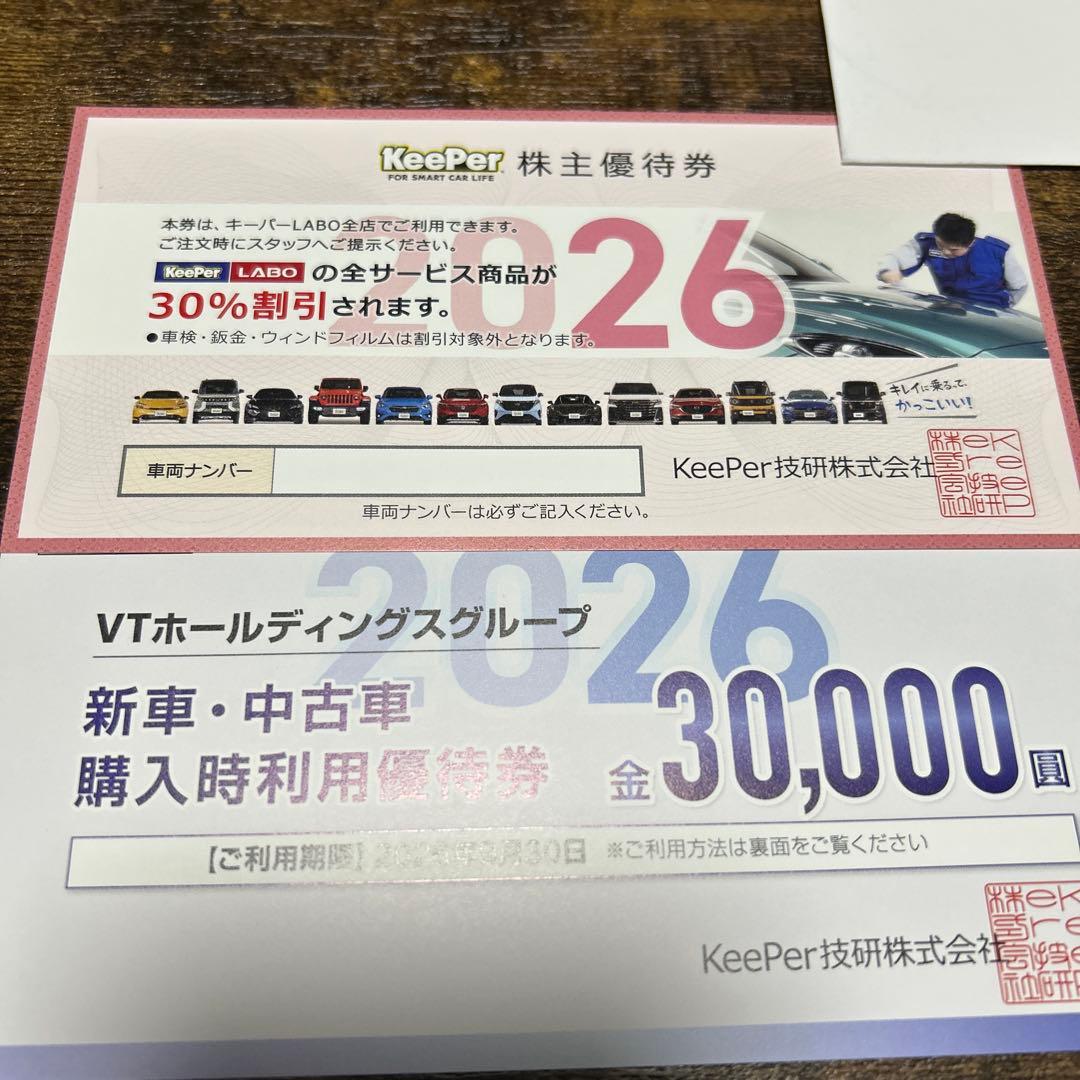 KeePer 株主優待券
FOR SMART CAR LIFE
2026
本券は、キーパーLABO全店でご利用できます。
ご注文時にスタッフへご提示ください。
KeePer LABO の全サービス商品が
30%割引されます。
●車検・鈑金・ウィンドフィルムは割引対象外となります。
キレイに乗るって、
かっこいい!
車両ナンバー
KeePer技研株式会社
車両ナンバーは必ずご記入ください。
2026
VTホールディングスグループ
新車・中古車
購入時利用優待券
金30,000圓
【ご利用期限】 30日 ※ご利用方法は裏面をご覧ください
KeePer技研株式会社